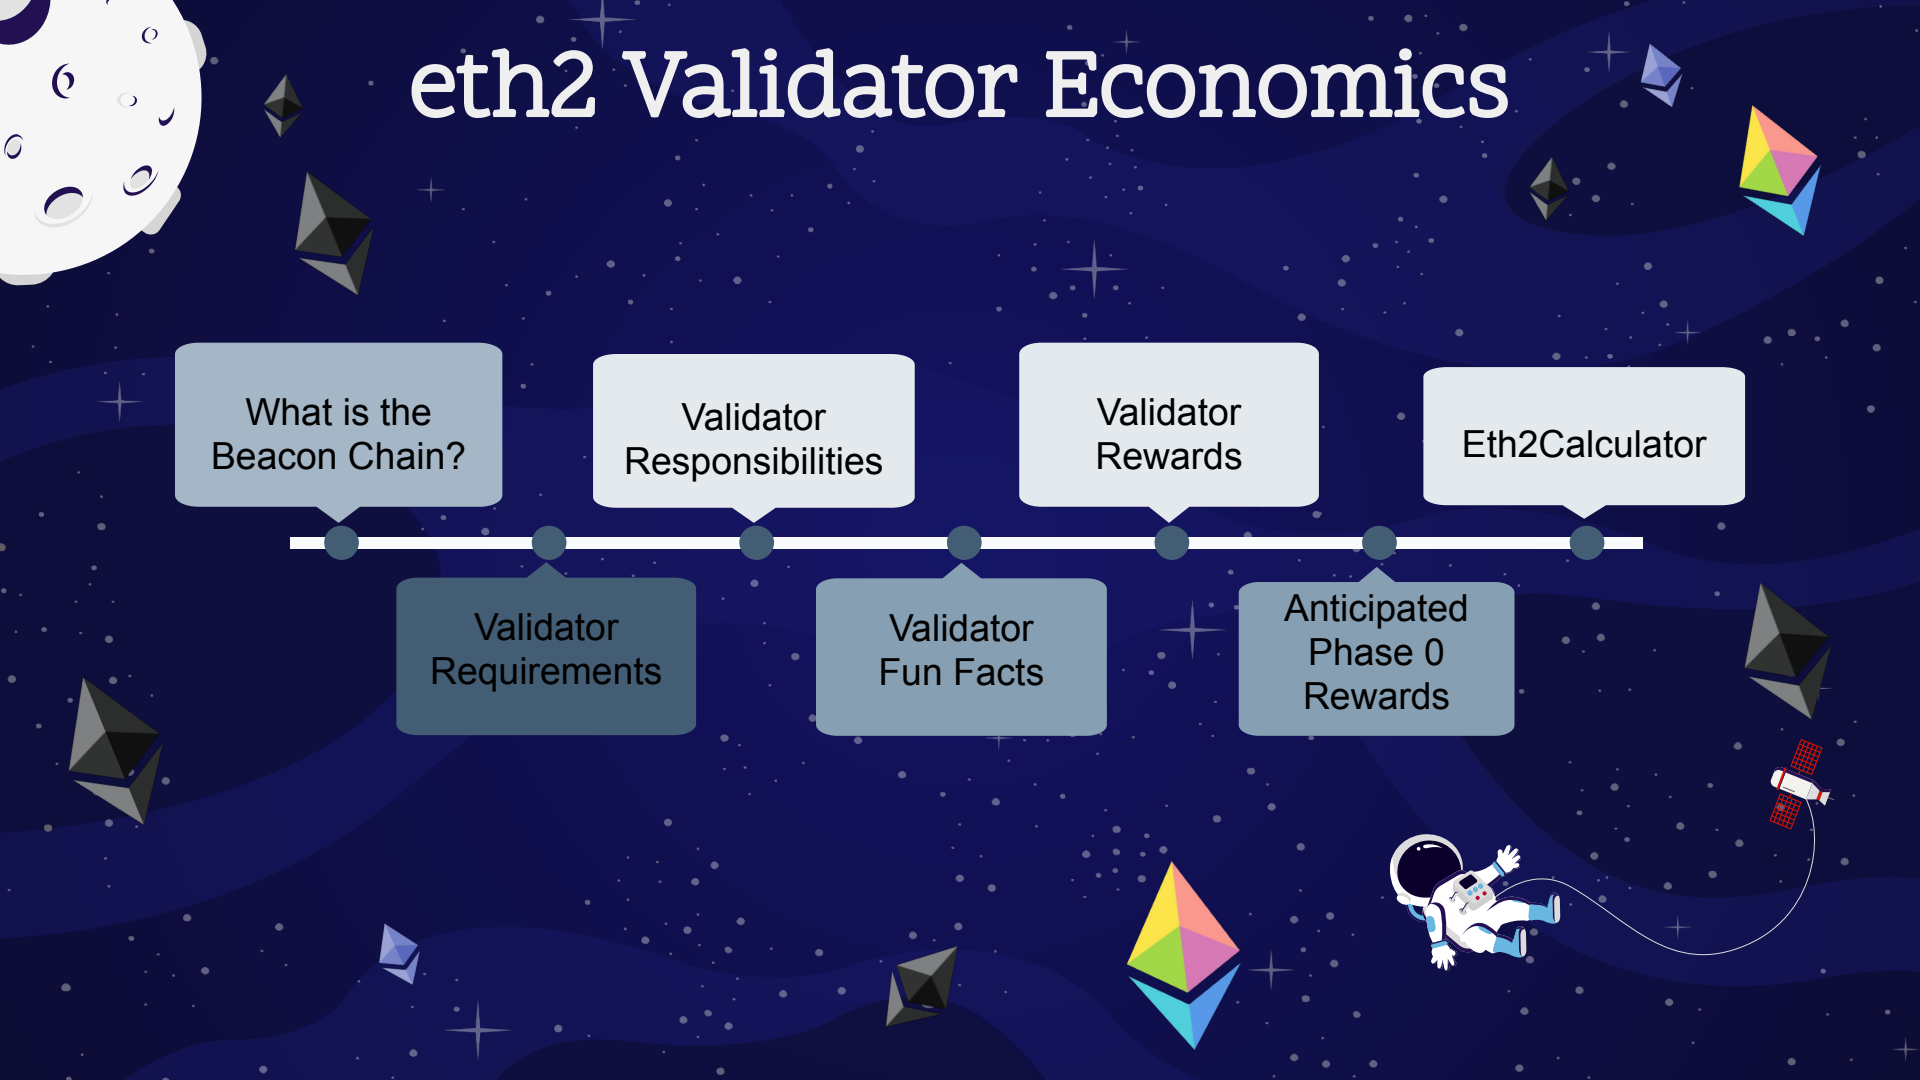 eth2 Validator Economics
What is the
Beacon Chain?
Validator
Requirements
Validator
Responsibilities
Validator
Fun Facts
Validator
Rewards
Anticipated
Phase 0
Rewards
Eth2Calculator